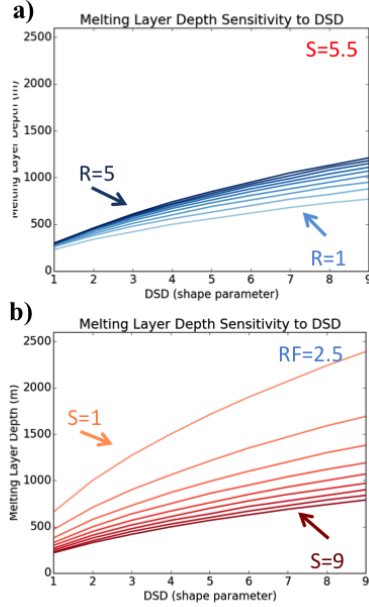 a)
Melting Layer Depth Sensitivity to DSD
S=5.5
R=5
R=1
Melting Layer Depth (m)
2500
2000
1500
1000
500
0
1 2 3 4 5 6 7 8 9
DSD (shape parameter)
b)
Melting Layer Depth Sensitivity to DSD
RF=2.5
S=1
S=9
Melting Layer Depth (m)
2500
2000
1500
1000
500
0
1 2 3 4 5 6 7 8 9
DSD (shape parameter)